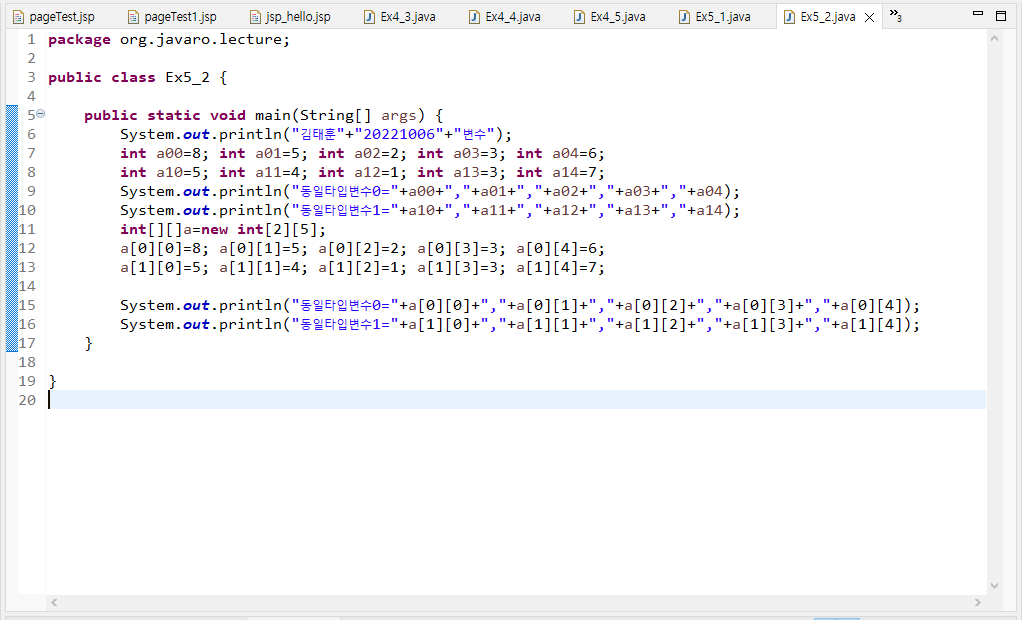 pageTest.jsp pageTest1.jsp jsp_hello.jsp Ex4_3.java Ex4_4.java Ex4_5.java Ex5_1.java Ex5_2.java »3
1 package org.javaro.lecture;
2
3 public class Ex5_2 {
4
5 public static void main(String[] args) {
6 System.out.println("김태훈"+"20221006"+"변수");
7 int a00=8; int a01=5; int a02=2; int a03=3; int a04=6;
8 int a10=5; int a11=4; int a12=1; int a13=3; int a14=7;
9 System.out.println("동일타입변수0="+a00+","+a01+","+a02+","+a03+","+a04);
10 System.out.println("동일타입변수1="+a10+","+a11+","+a12+","+a13+","+a14);
11 int[][]a=new int[2][5];
12 a[0][0]=8; a[0][1]=5; a[0][2]=2; a[0][3]=3; a[0][4]=6;
13 a[1][0]=5; a[1][1]=4; a[1][2]=1; a[1][3]=3; a[1][4]=7;
14
15 System.out.println("동일타입변수0="+a[0][0]+","+a[0][1]+","+a[0][2]+","+a[0][3]+","+a[0][4]);
16 System.out.println("동일타입변수1="+a[1][0]+","+a[1][1]+","+a[1][2]+","+a[1][3]+","+a[1][4]);
17 }
18
19 }
20